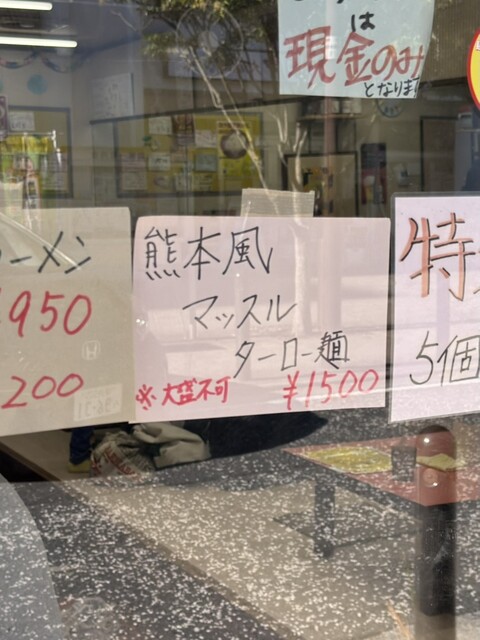 は
現金のみ
となります
ーメン
950
200
熊本風
マッスル
ターロー麺
※大盛不可 ¥1500
特
5個